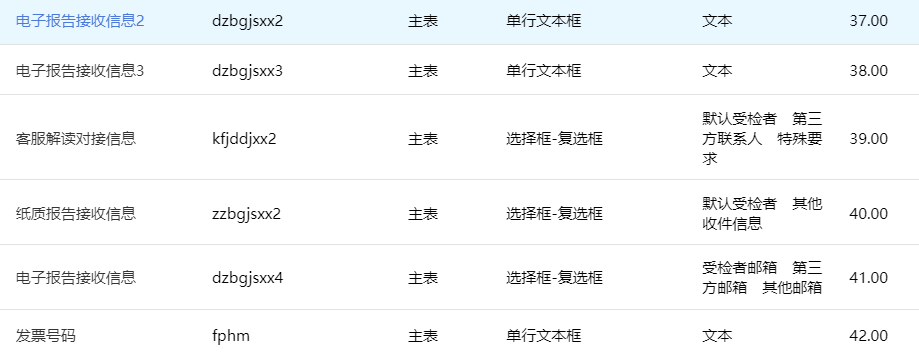 电子报告接收信息2 dzbgjsxx2 主表 单行文本框 文本 37.00
电子报告接收信息3 dzbgjsxx3 主表 单行文本框 文本 38.00
客服解读对接信息 kfjddjxx2 主表 选择框-复选框 默认受检者 第三方联系人 特殊要求 39.00
纸质报告接收信息 zzbgjsxx2 主表 选择框-复选框 默认受检者 其他收件信息 40.00
电子报告接收信息 dzbgjsxx4 主表 选择框-复选框 受检者邮箱 第三方邮箱 其他邮箱 41.00
发票号码 fphm 主表 单行文本框 文本 42.00